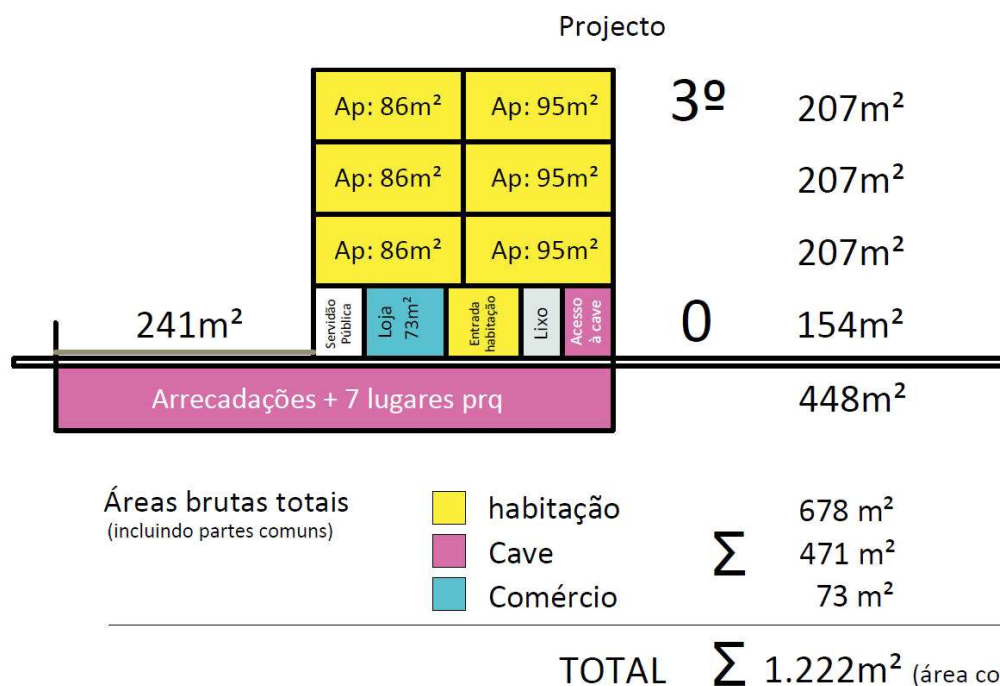 Projecto
Ap: 86m² Ap: 95m² 3º 207m²
Ap: 86m² Ap: 95m² 207m²
Ap: 86m² Ap: 95m² 207m²
241m² Servidão Pública Loja 73m² Entrada habitação Lixo Acesso à cave 0 154m²
Arrecadações + 7 lugares prq 448m²
Áreas brutas totais habitação 678 m²
(incluindo partes comuns)
Cave Σ 471 m²
Comércio 73 m²
TOTAL Σ 1.222m² (área co